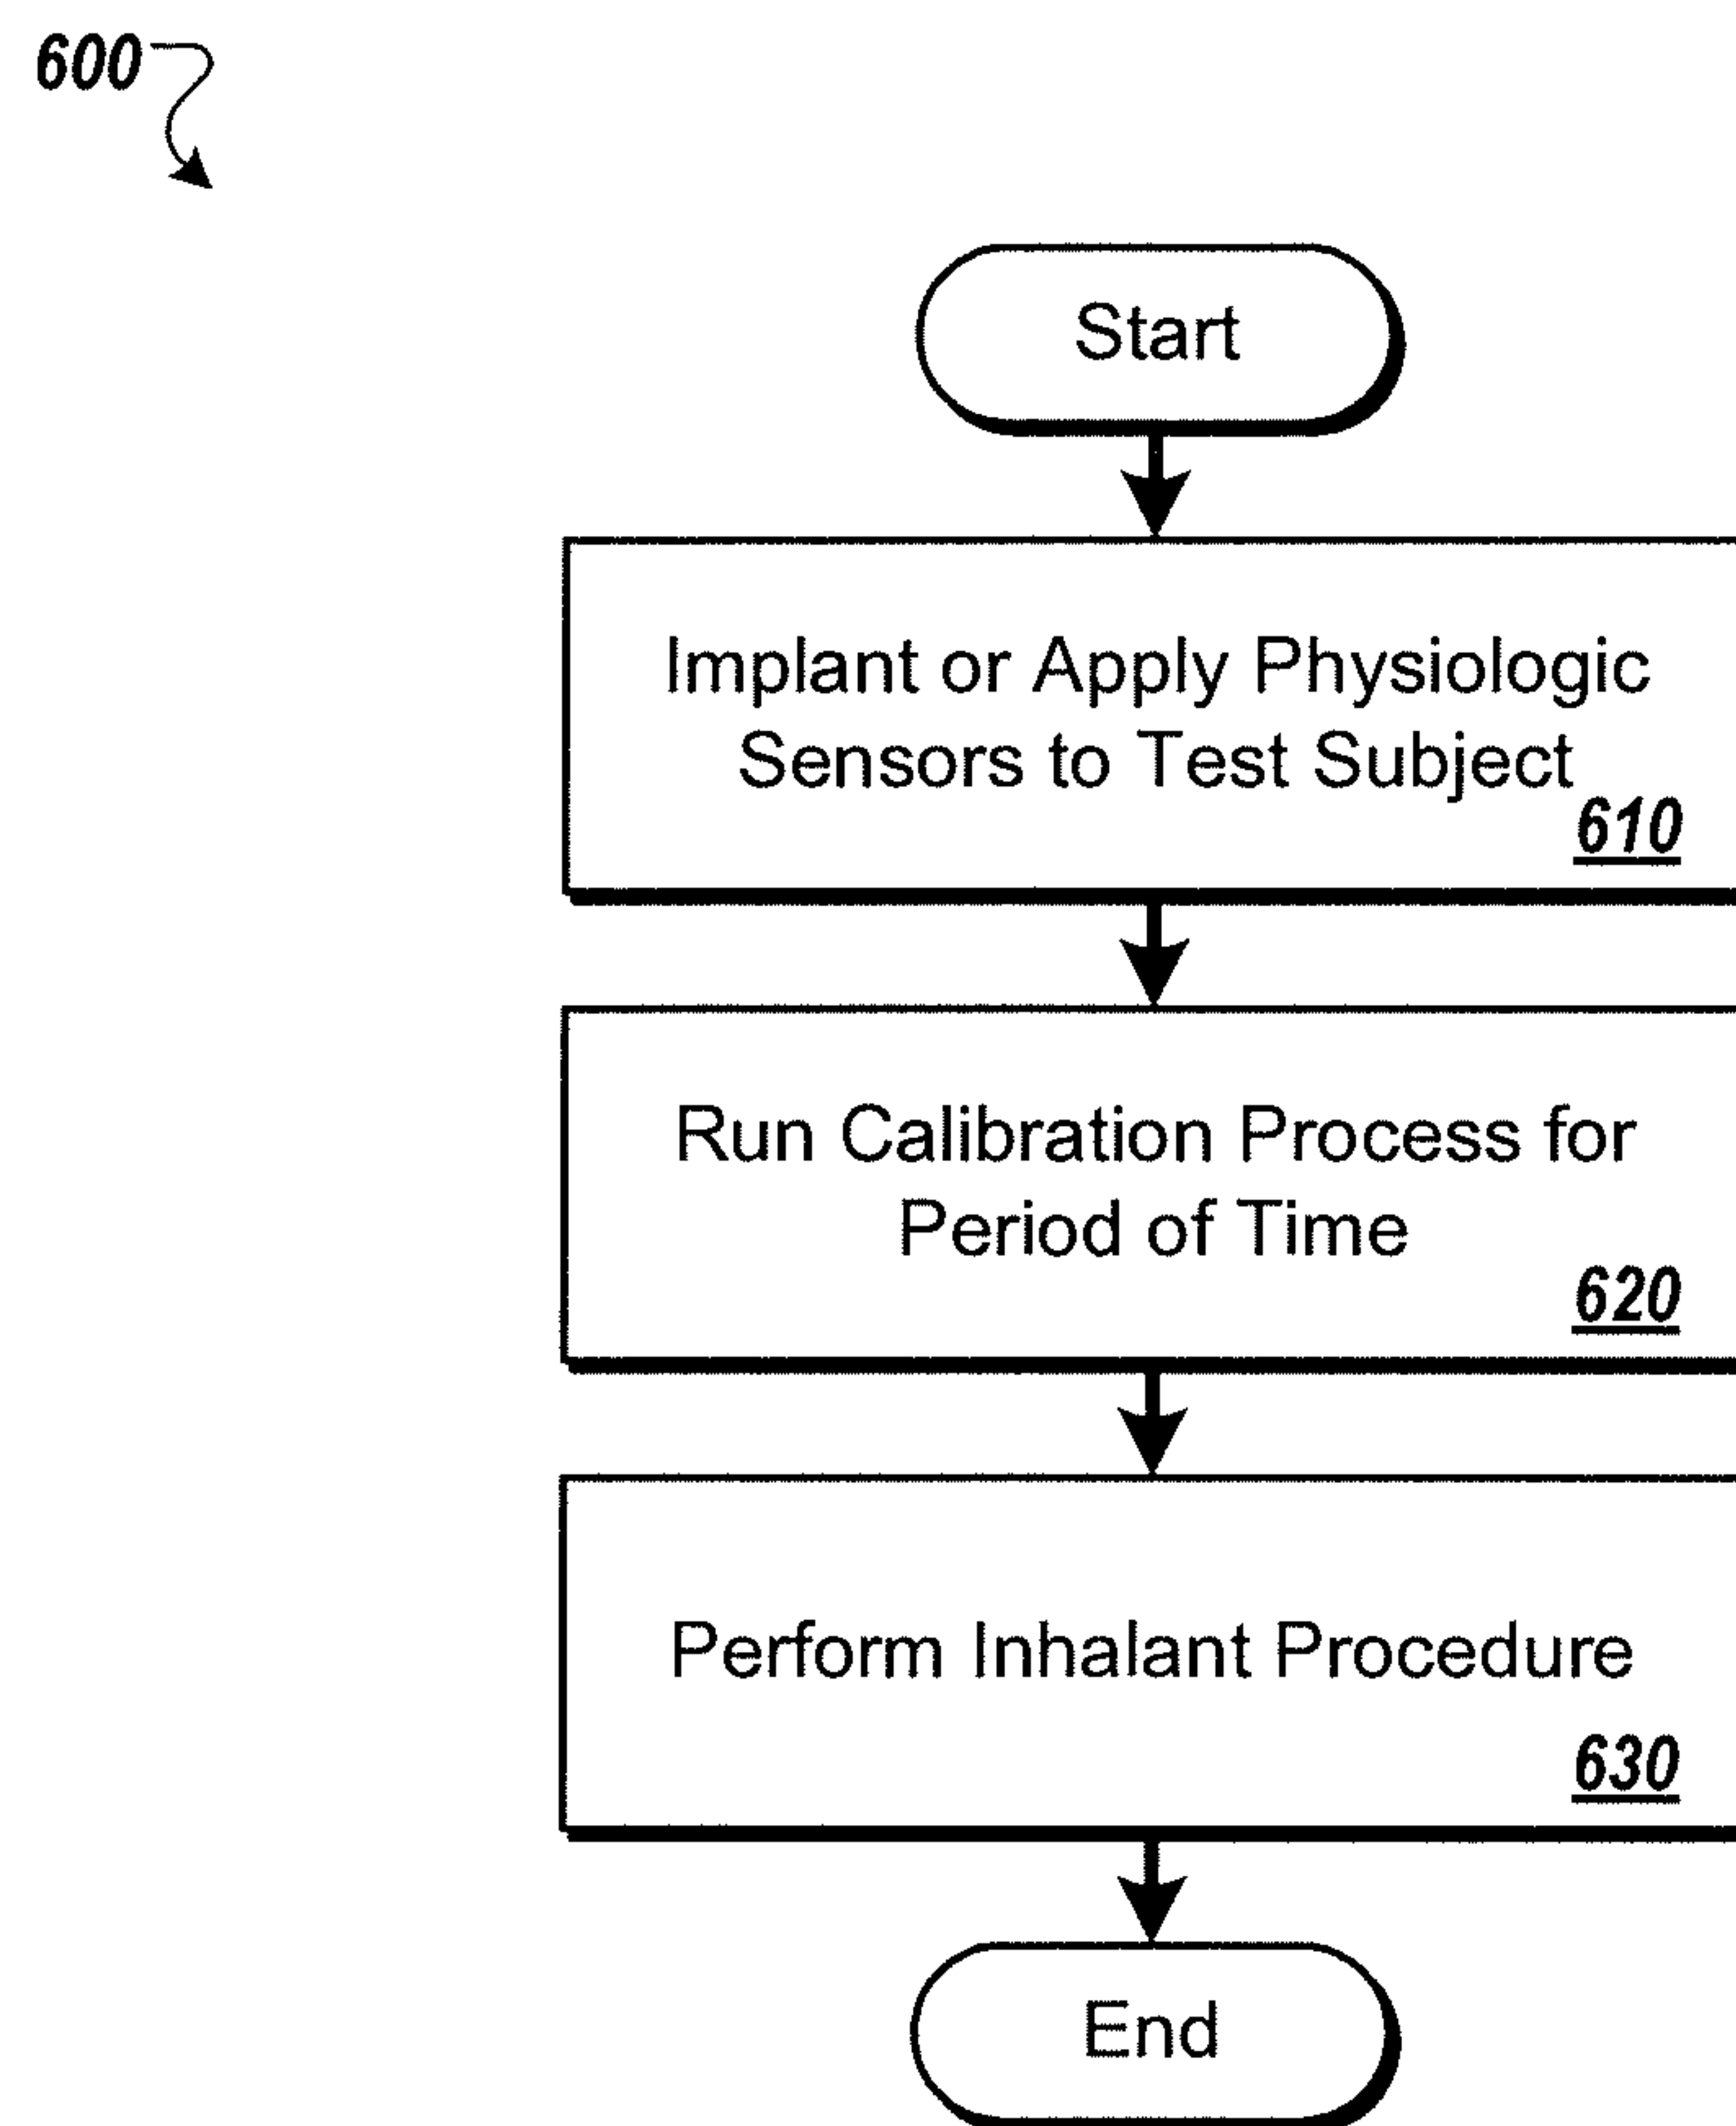 600
Start
Implant or Apply Physiologic
Sensors to Test Subject
610
Run Calibration Process for
Period of Time
620
Perform Inhalant Procedure
630
End